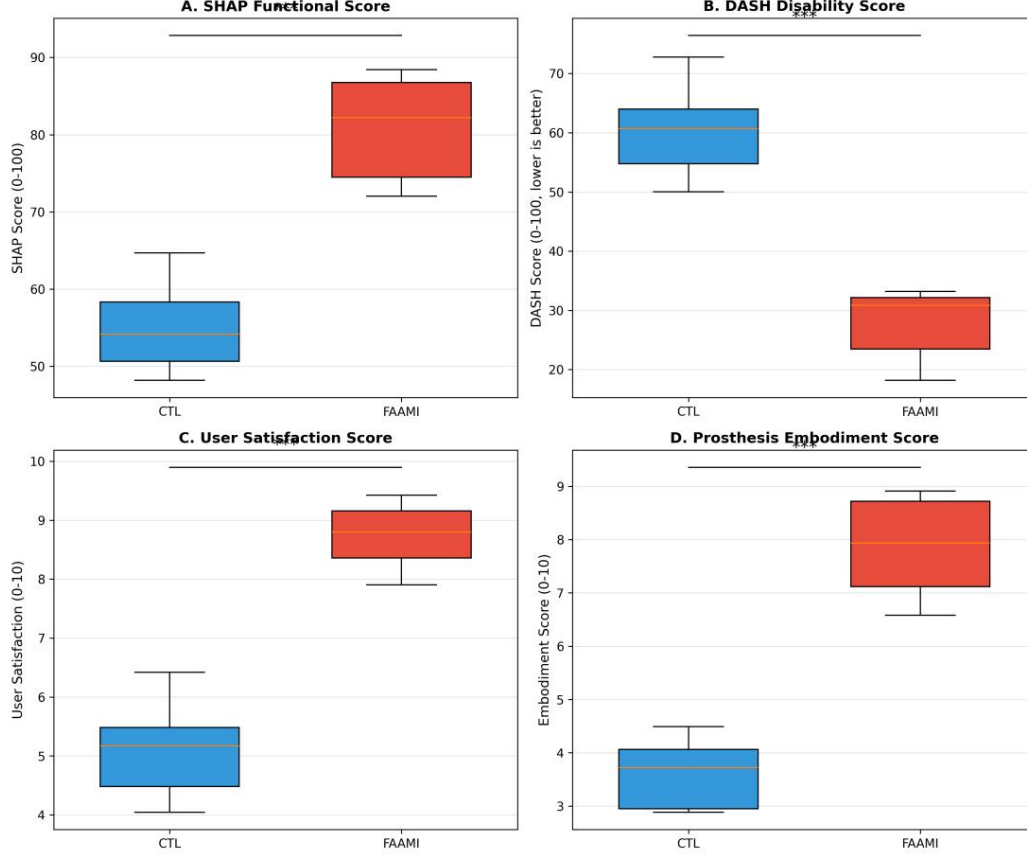 A. SHAP Functional Score
***
SHAP Score (0-100)
90
80
70
60
50
CTL
FAAMI
B. DASH Disability Score
***
DASH Score (0-100, lower is better)
70
60
50
40
30
20
CTL
FAAMI
C. User Satisfaction Score
***
User Satisfaction (0-10)
10
9
8
7
6
5
4
CTL
FAAMI
D. Prosthesis Embodiment Score
***
Embodiment Score (0-10)
9
8
7
6
5
4
3
CTL
FAAMI